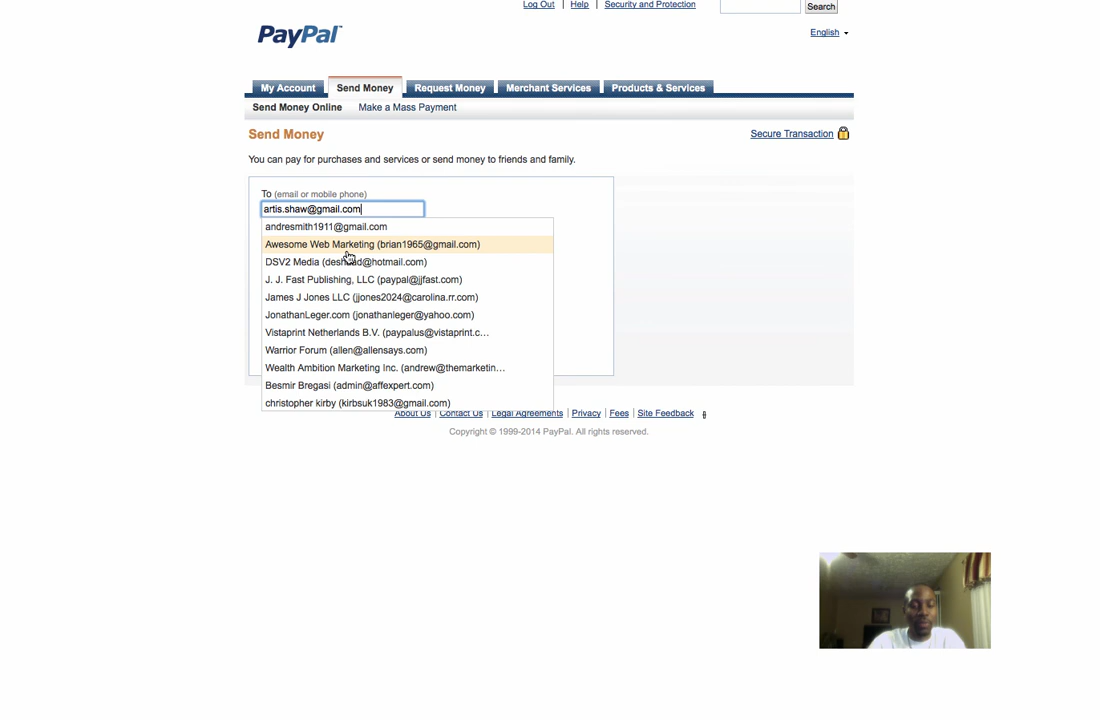 Log Out | Help | Security and Protection
Search
PayPal™
English
My Account
Send Money
Request Money
Merchant Services
Products & Services
Send Money Online
Make a Mass Payment
Send Money
Secure Transaction
You can pay for purchases and services or send money to friends and family.
To (email or mobile phone)
artis.shaw@gmail.com
andresmith1911@gmail.com
Awesome Web Marketing (brian1965@gmail.com)
DSV2 Media
J. J. Fast Publishing, LLC (paypal@jjfast.com)
James J Jones LLC (jjones2024@carolina.rr.com)
JonathanLeger.com (jonathanleger@yahoo.com)
Vistaprint Netherlands B.V. (paypalus@vistaprint.c...
Warrior Forum (allen@allensays.com)
Wealth Ambition Marketing Inc. (andrew@themarketin...
Besmir Bregasi (admin@affexpert.com)
christopher kirby (kirbsuk1983@gmail.com)
About Us | Contact Us | Legal Agreements | Privacy | Fees | Site Feedback
Copyright © 1999-2014 PayPal. All rights reserved.